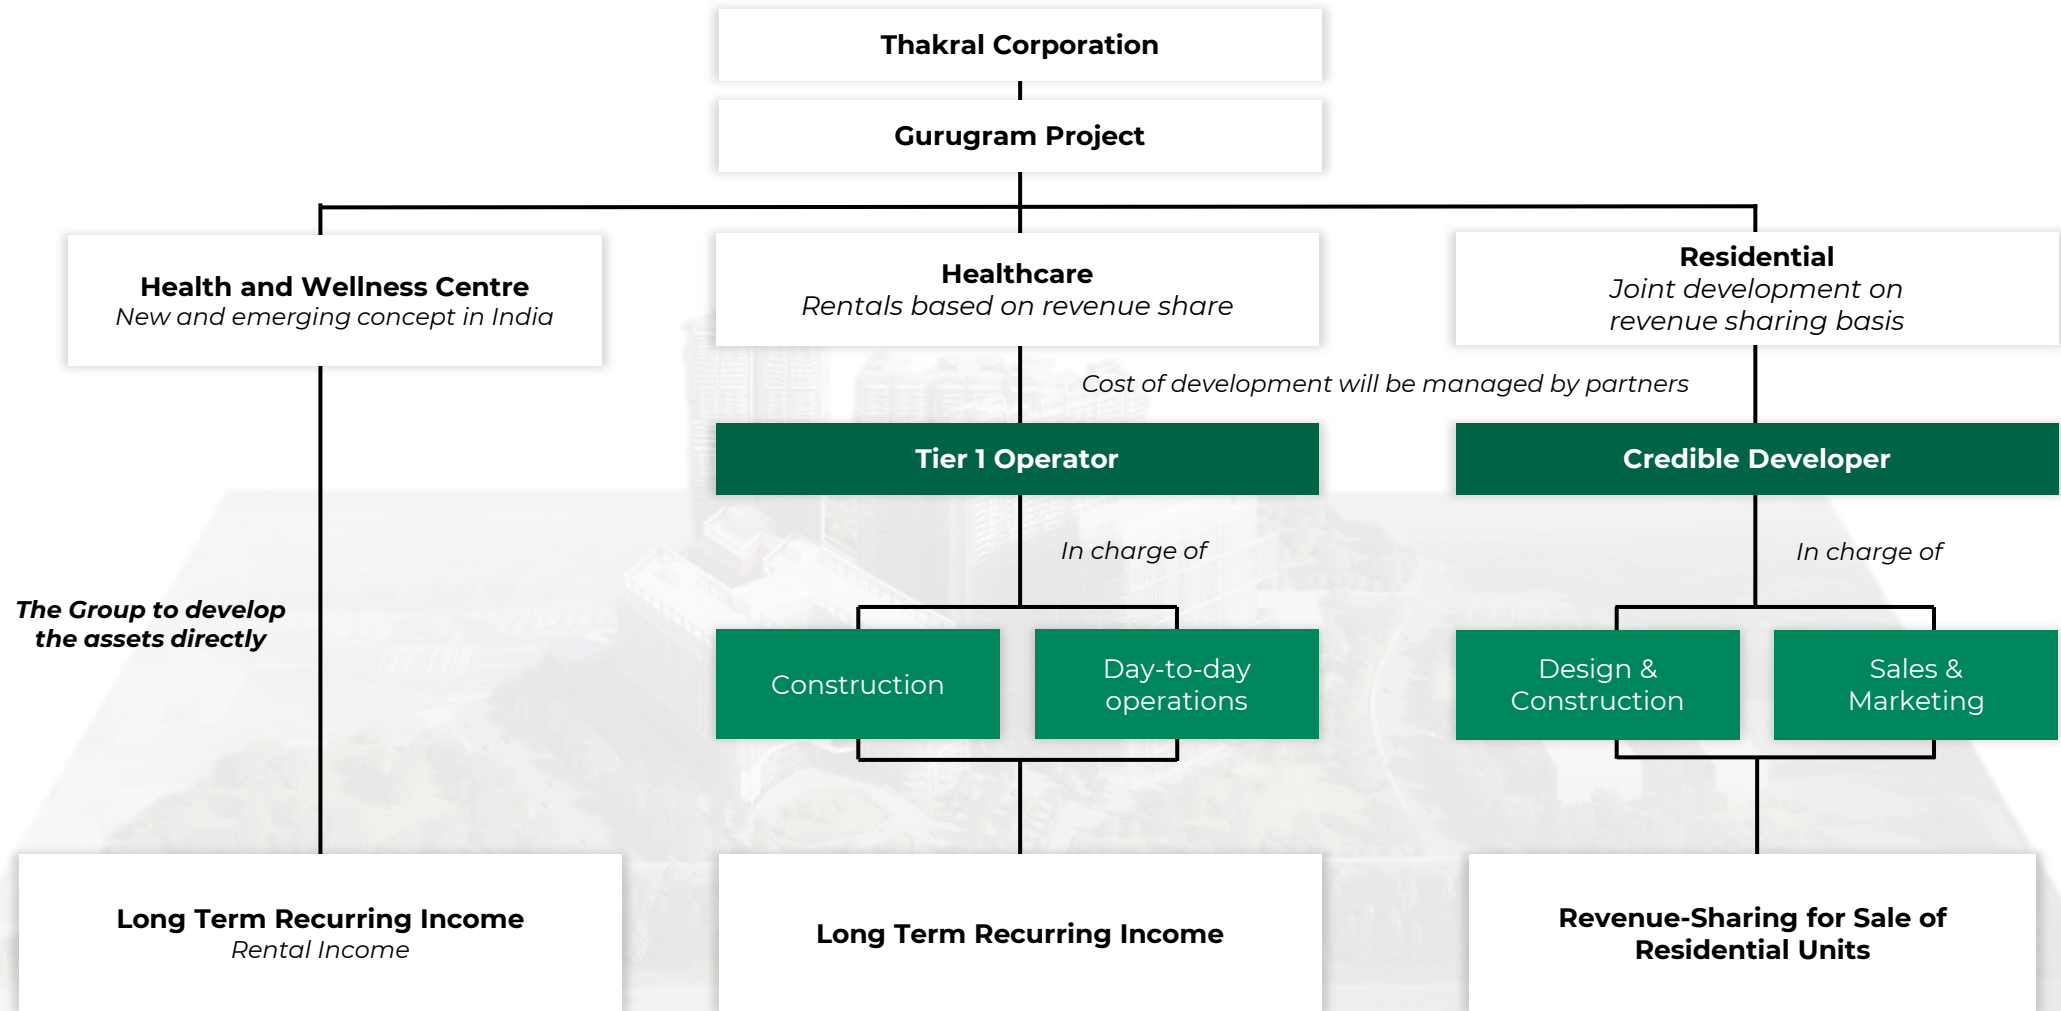 Thakral Corporation
Gurugram Project
Health and Wellness Centre
New and emerging concept in India
Healthcare
Rentals based on revenue share
Residential
Joint development on
revenue sharing basis
Cost of development will be managed by partners
Tier 1 Operator
Credible Developer
In charge of
In charge of
The Group to develop
the assets directly
Construction
Day-to-day
operations
Design &
Construction
Sales &
Marketing
Long Term Recurring Income
Rental Income
Long Term Recurring Income
Revenue-Sharing for Sale of
Residential Units